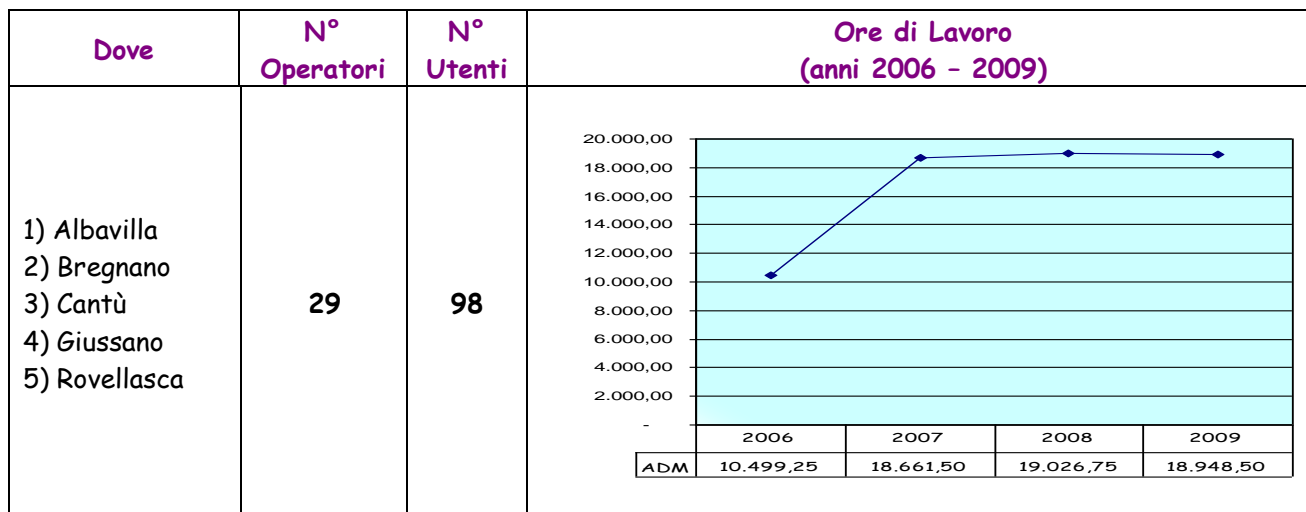 Dove
N°
Operatori
N°
Utenti
Ore di Lavoro
(anni 2006 – 2009)
1) Albavilla
2) Bregnano
3) Cantù
4) Giussano
5) Rovellasca
29
98
20.000,00
18.000,00
16.000,00
14.000,00
12.000,00
10.000,00
8.000,00
6.000,00
4.000,00
2.000,00
-
2006 2007 2008 2009
ADM 10.499,25 18.661,50 19.026,75 18.948,50